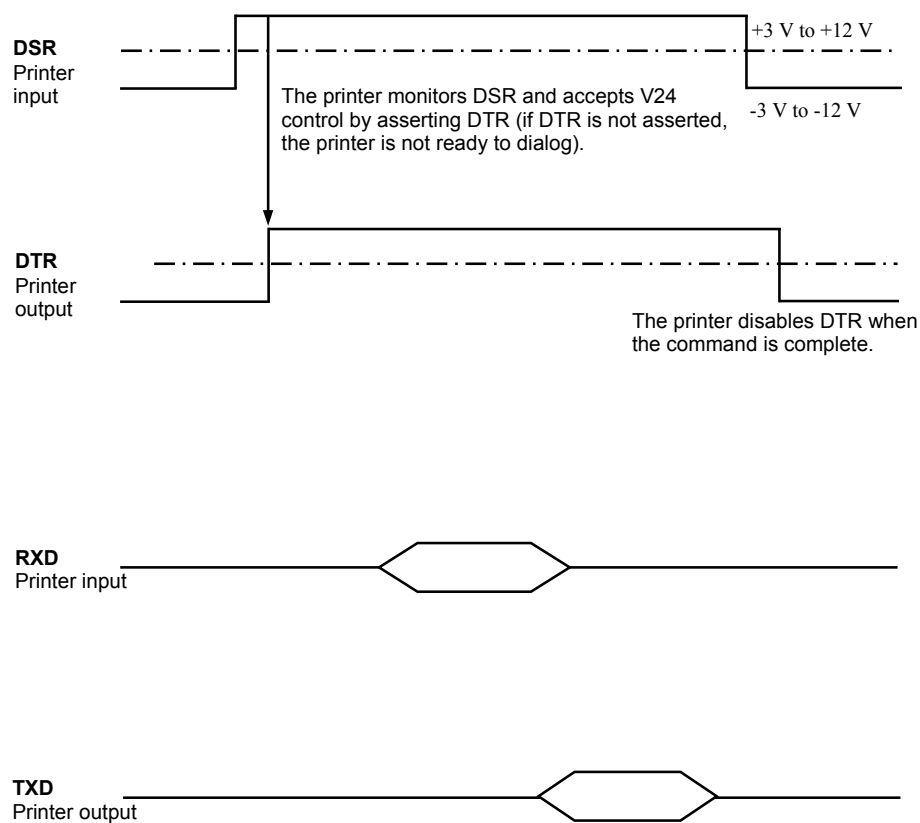 +3 V to +12 V
DSR
Printer
input
The printer monitors DSR and accepts V24
control by asserting DTR (if DTR is not asserted,
the printer is not ready to dialog).
-3 V to -12 V
DTR
Printer
output
The printer disables DTR when
the command is complete.
RXD
Printer input
TXD
Printer output